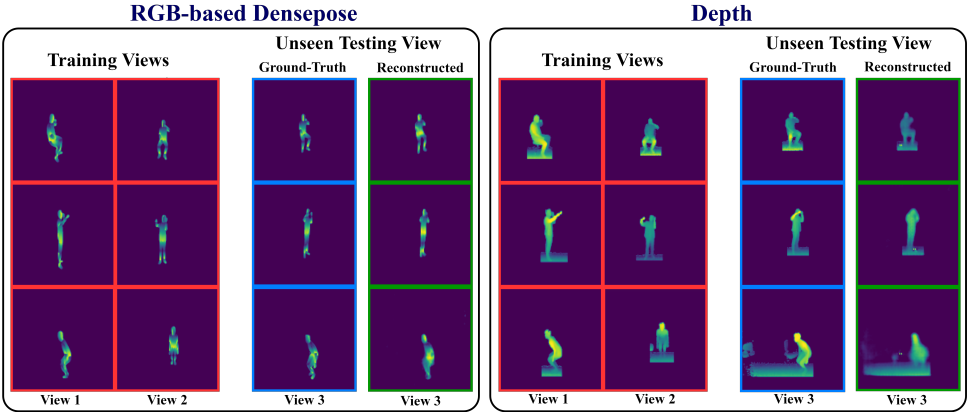 RGB-based Densepose
Training Views
Unseen Testing View
Ground-Truth
Reconstructed
View 1
View 2
View 3
View 3
Depth
Training Views
Unseen Testing View
Ground-Truth
Reconstructed
View 1
View 2
View 3
View 3